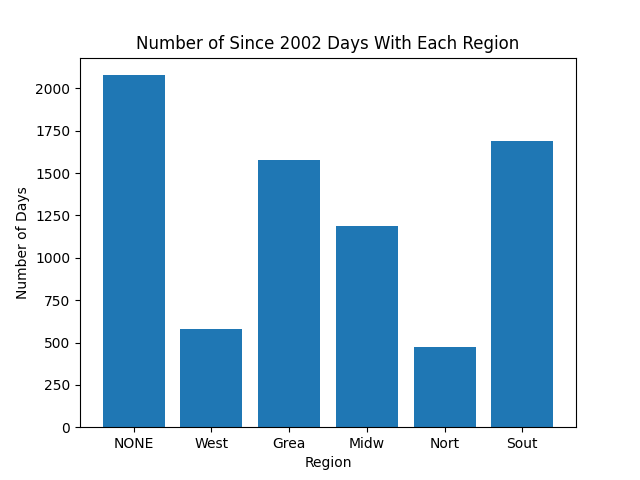 Number of Since 2002 Days With Each Region
2000
1750
1500
1250
1000
750
500
250
0
Number of Days
NONE West Grea Midw Nort Sout
Region